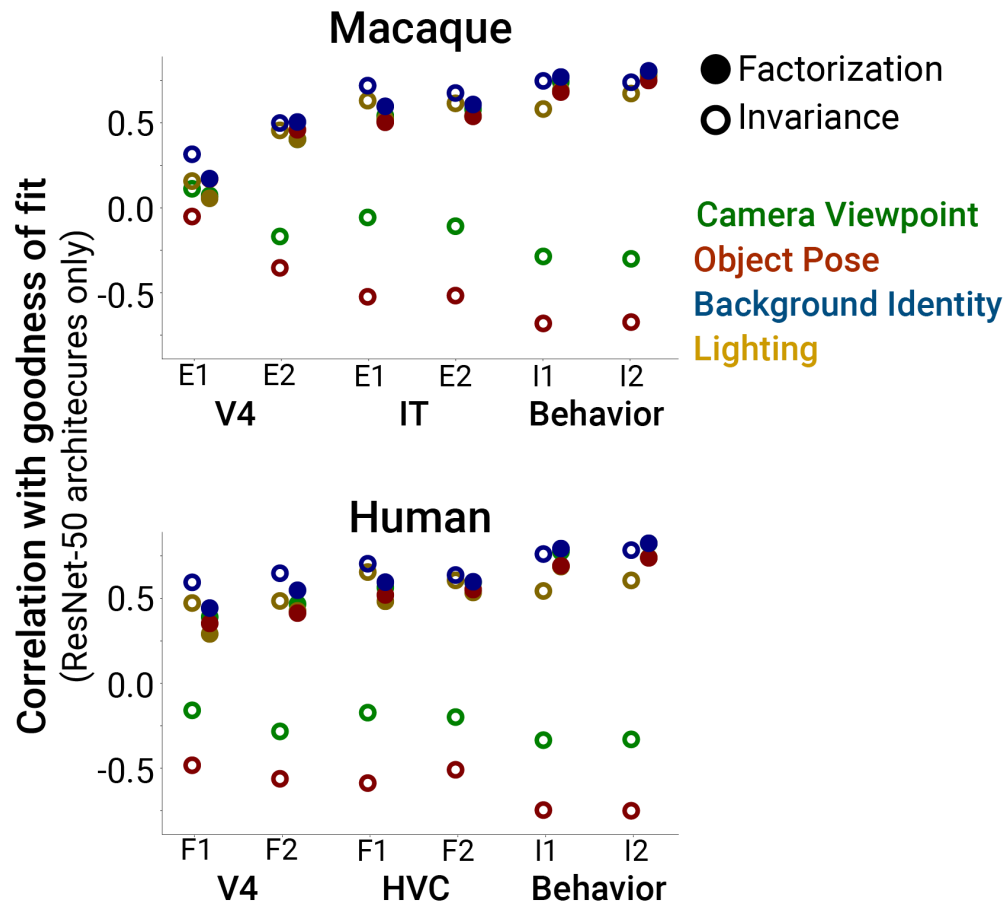 Macaque
Factorization
Invariance
Camera Viewpoint
Object Pose
Background Identity
Lighting
Correlation with goodness of fit
(ResNet-50 architecures only)
0.5
0.0
-0.5
E1 E2 E1 E2 I1 I2
V4 IT Behavior
Human
0.5
0.0
-0.5
F1 F2 F1 F2 I1 I2
V4 HVC Behavior